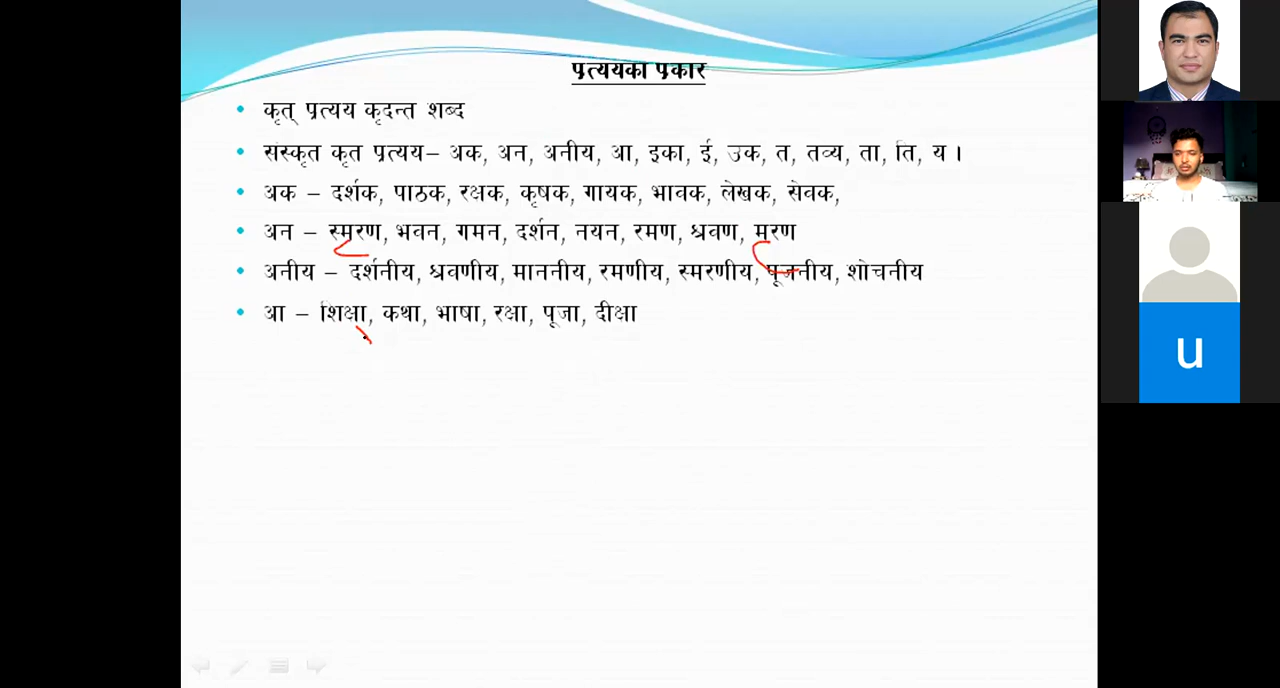 प्रत्ययका प्रकार
• कृत् प्रत्यय कृदन्त शब्द
• संस्कृत कृत प्रत्यय– अक, अन, अनीय, आ, इका, ई, उक, त, तव्य, ता, ति, य ।
• अक – दर्शक, पाठक, रक्षक, कृषक, गायक, भावक, लेखक, सेवक,
• अन – स्मरण, भवन, गमन, दर्शन, नयन, रमण, श्रवण, मरण
• अनीय – दर्शनीय, श्रवणीय, माननीय, रमणीय, स्मरणीय, पूजनीय, शोचनीय
• आ – शिक्षा, कथा, भाषा, रक्षा, पूजा, दीक्षा
u